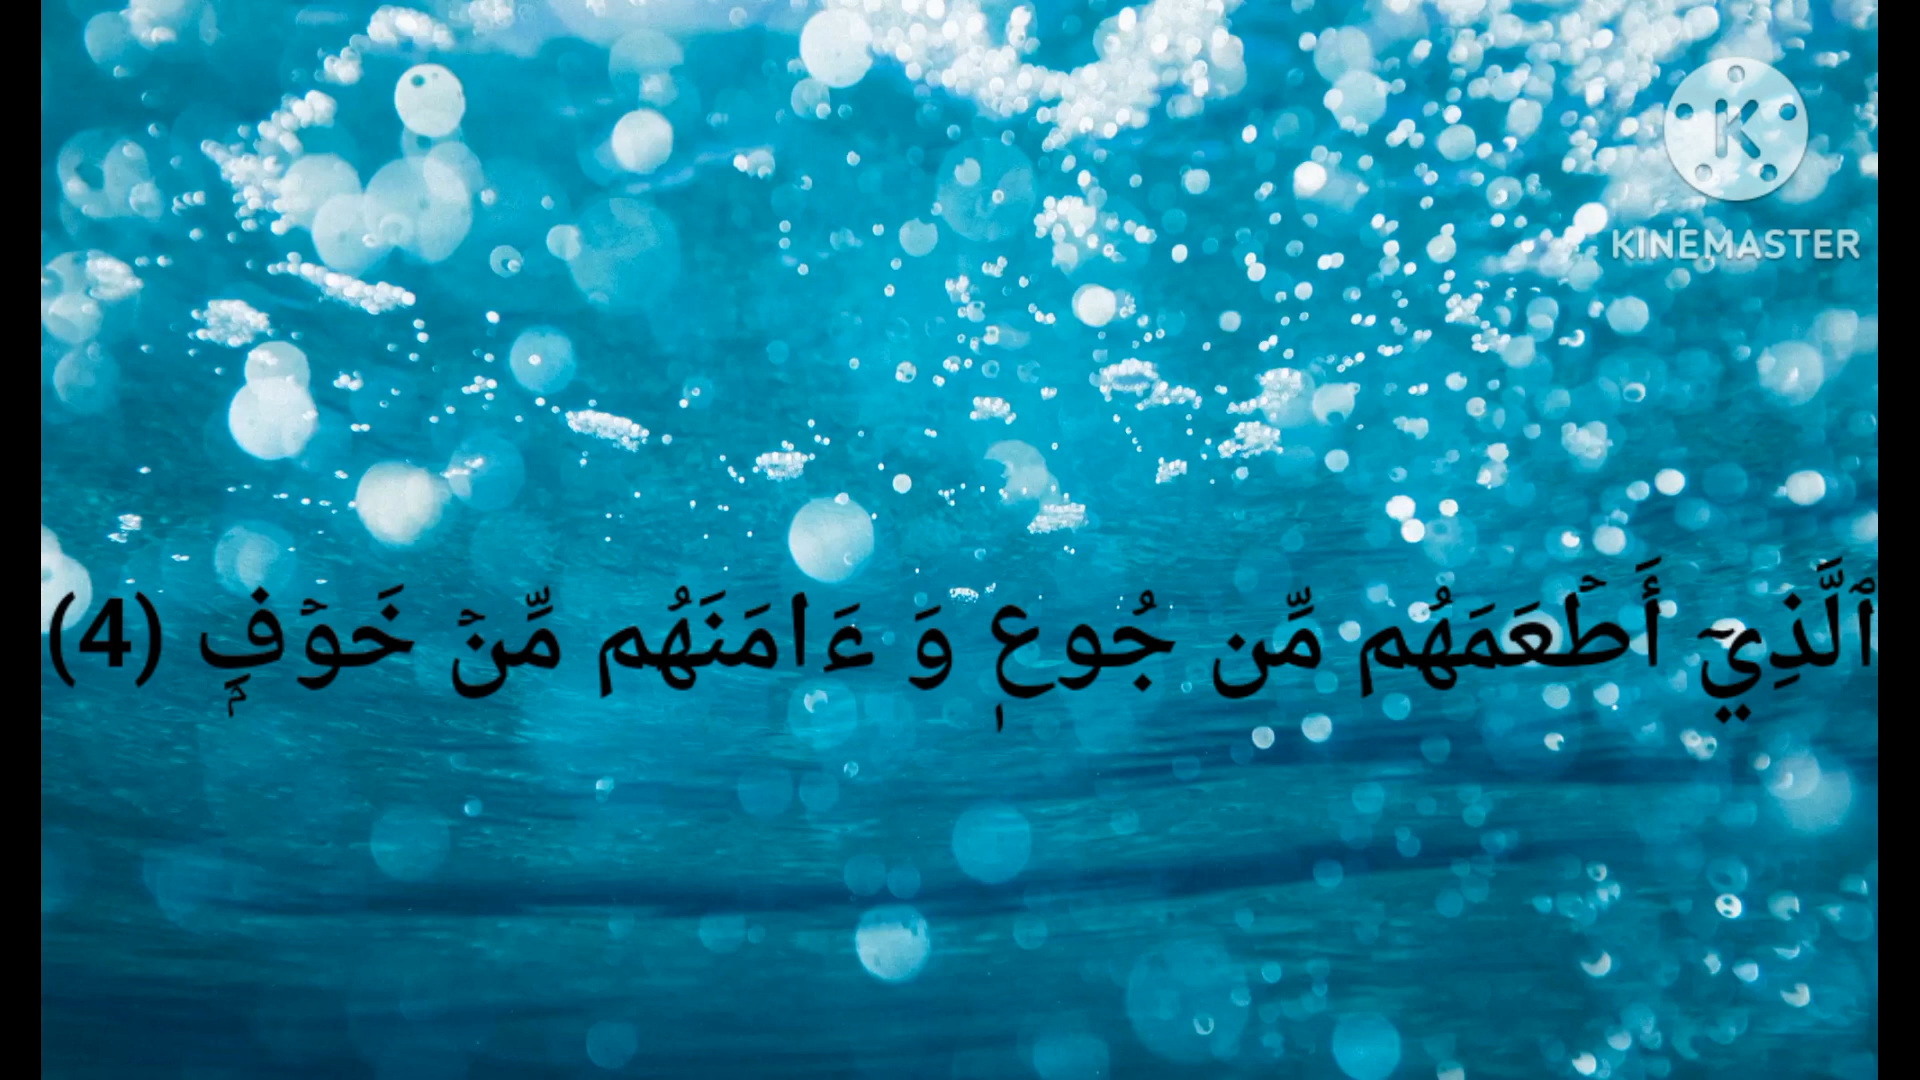 KINEMASTER
ٱلَّذِيٓ أَطۡعَمَهُم مِّن جُوعٖ وَ ءَامَنَهُم مِّنۡ خَوۡفِۭ (4)